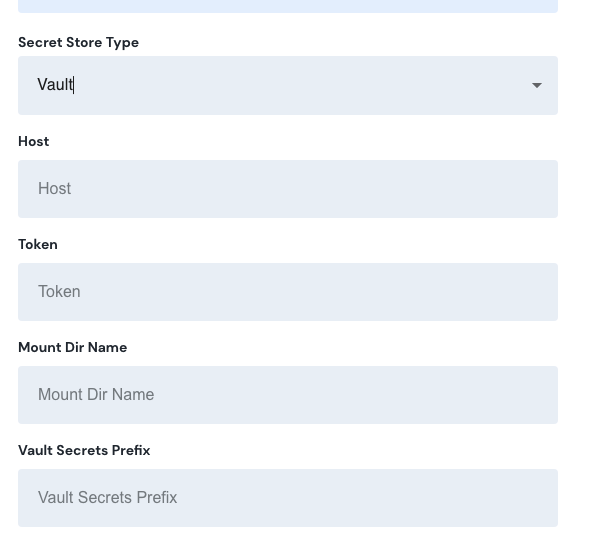 Secret Store Type
Vault
Host
Host
Token
Token
Mount Dir Name
Mount Dir Name
Vault Secrets Prefix
Vault Secrets Prefix